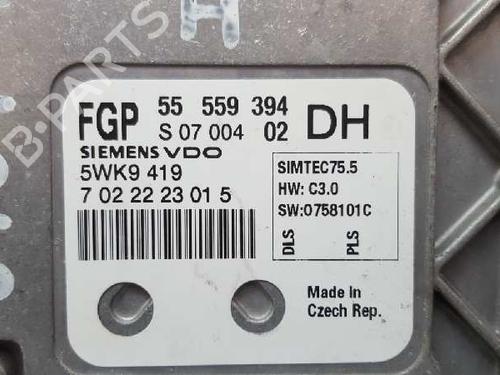 H
B-PARTS
FGP 55 559 394 DH
S 07 004 02
SIEMENS VDO
5WK9 419
7 02 22 23 01 5
SIMTEC75.5
HW: C3.0
SW:0758101C
DLS
PLS
Made in
Czech Rep.